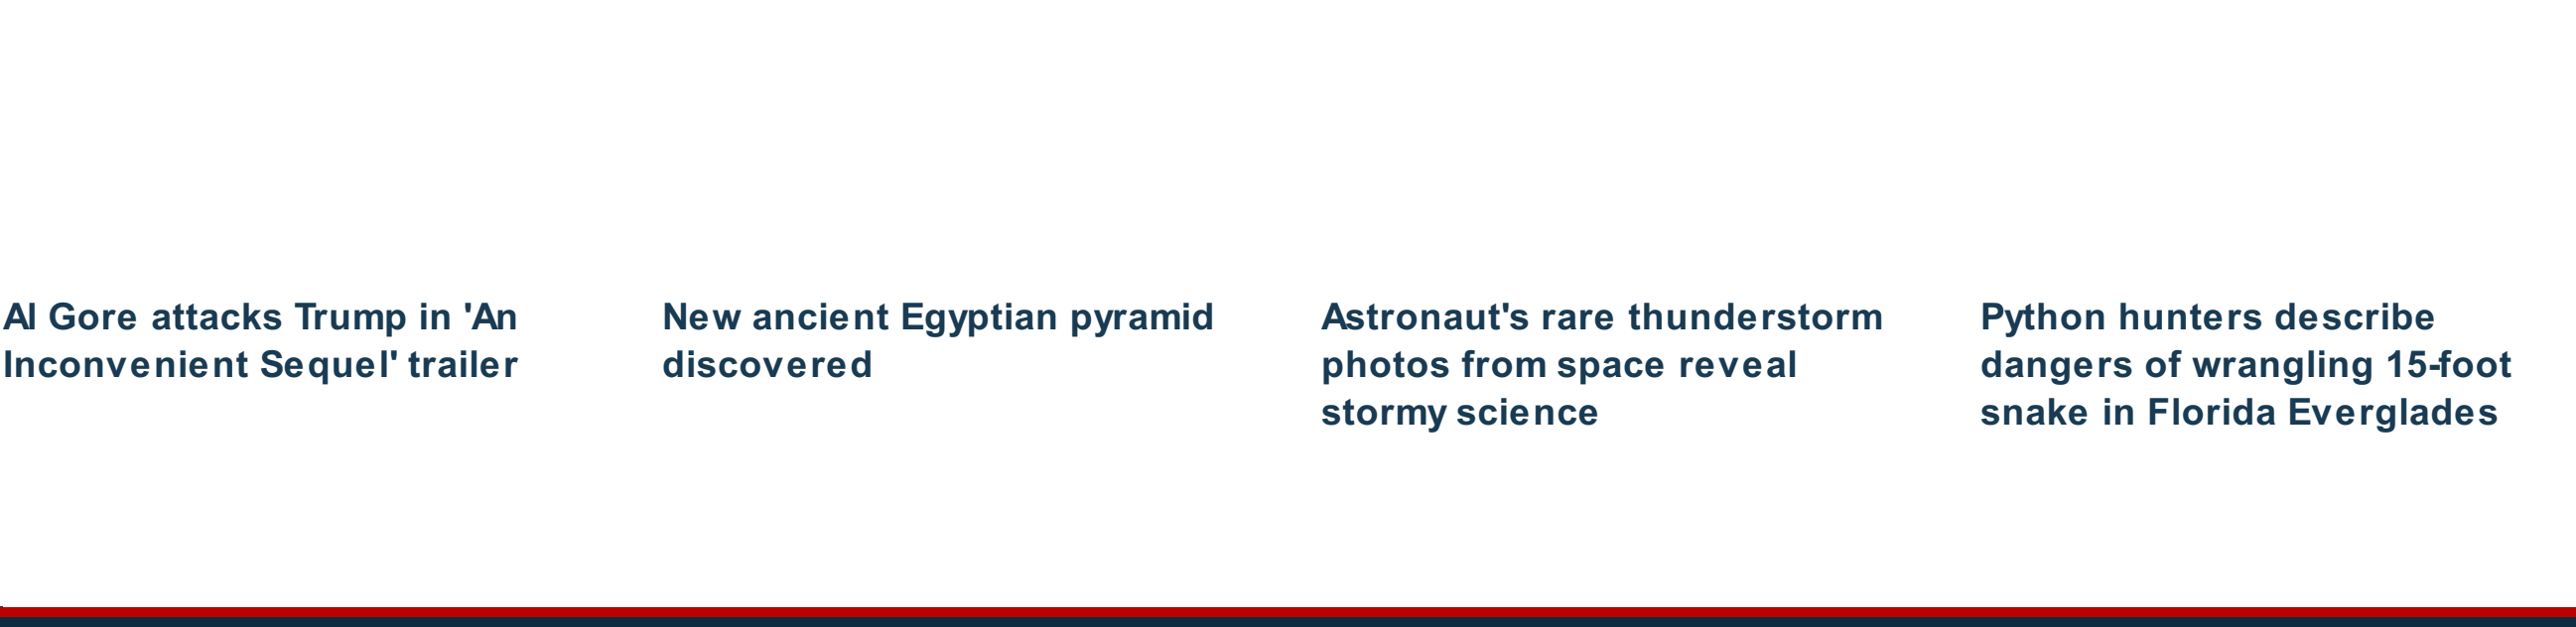 Al Gore attacks Trump in 'An
Inconvenient Sequel' trailer
New ancient Egyptian pyramid
discovered
Astronaut's rare thunderstorm
photos from space reveal
stormy science
Python hunters describe
dangers of wrangling 15-foot
snake in Florida Everglades